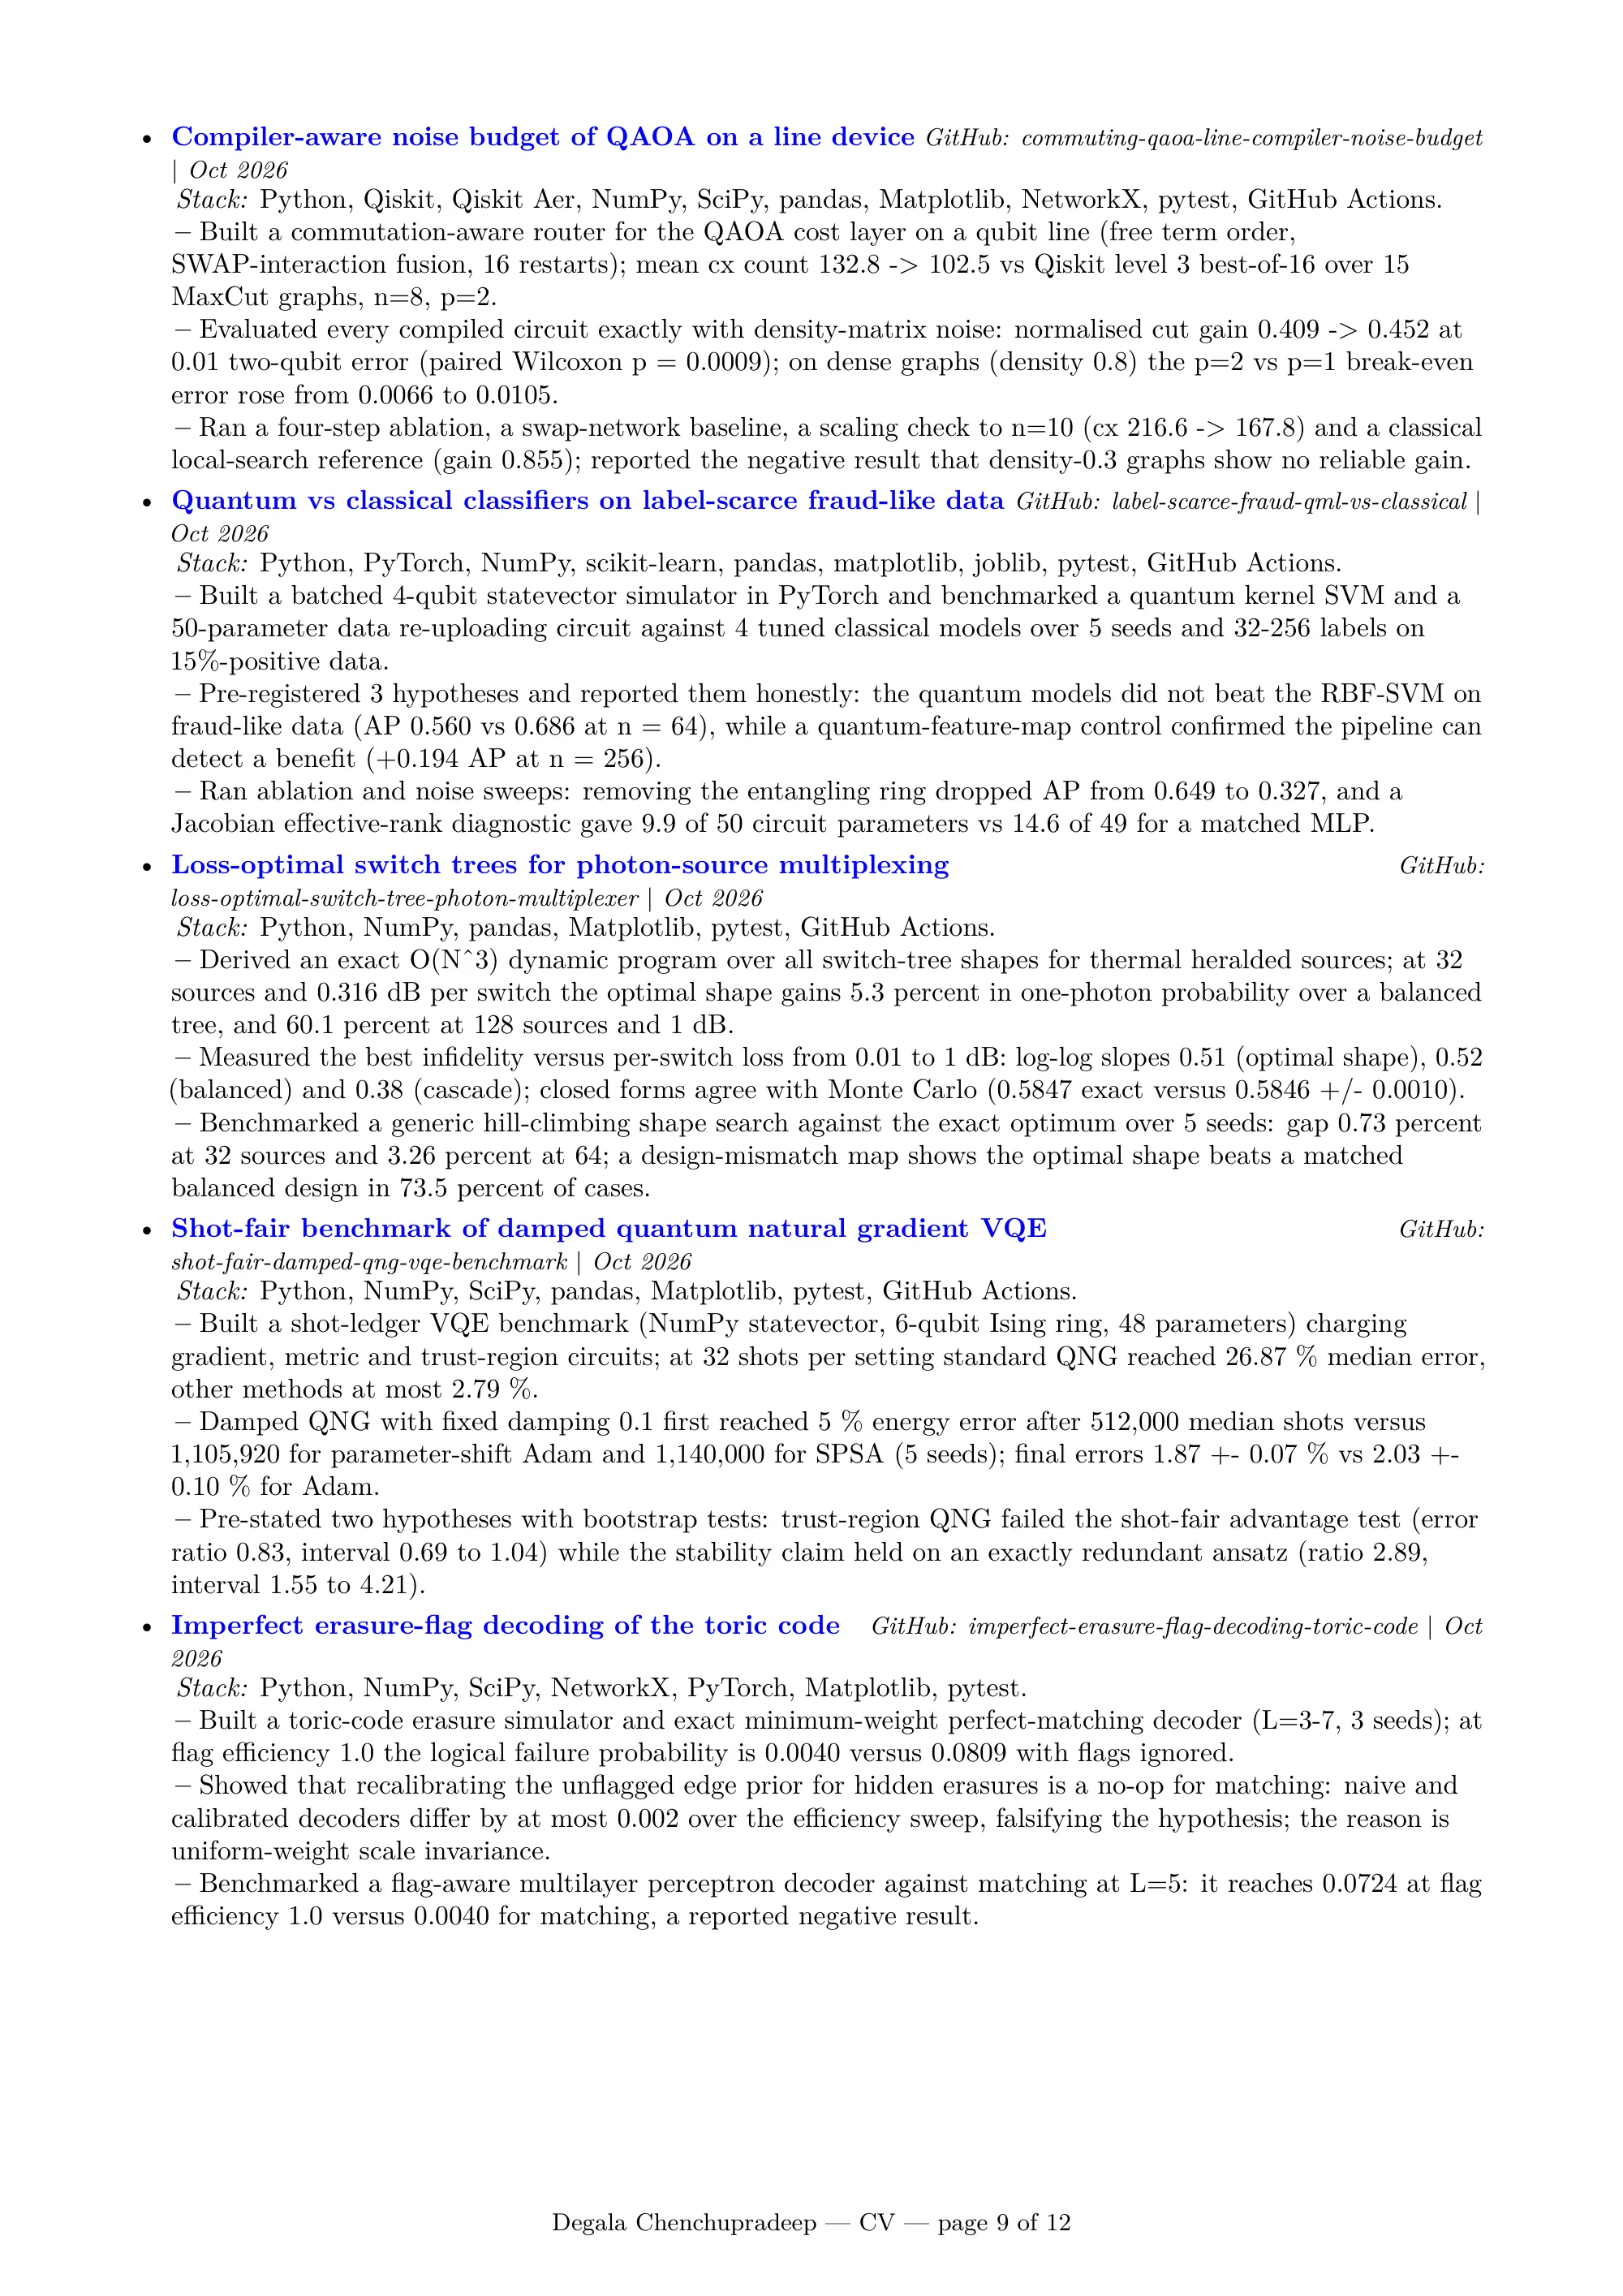 • Compiler-aware noise budget of QAOA on a line device GitHub: commuting-qaoa-line-compiler-noise-budget
| Oct 2026
Stack: Python, Qiskit, Qiskit Aer, NumPy, SciPy, pandas, Matplotlib, NetworkX, pytest, GitHub Actions.
– Built a commutation-aware router for the QAOA cost layer on a qubit line (free term order,
SWAP-interaction fusion, 16 restarts); mean cx count 132.8 -> 102.5 vs Qiskit level 3 best-of-16 over 15
MaxCut graphs, n=8, p=2.
– Evaluated every compiled circuit exactly with density-matrix noise: normalised cut gain 0.409 -> 0.452 at
0.01 two-qubit error (paired Wilcoxon p = 0.0009); on dense graphs (density 0.8) the p=2 vs p=1 break-even
error rose from 0.0066 to 0.0105.
– Ran a four-step ablation, a swap-network baseline, a scaling check to n=10 (cx 216.6 -> 167.8) and a classical
local-search reference (gain 0.855); reported the negative result that density-0.3 graphs show no reliable gain.
• Quantum vs classical classifiers on label-scarce fraud-like data GitHub: label-scarce-fraud-qml-vs-classical |
Oct 2026
Stack: Python, PyTorch, NumPy, scikit-learn, pandas, matplotlib, joblib, pytest, GitHub Actions.
– Built a batched 4-qubit statevector simulator in PyTorch and benchmarked a quantum kernel SVM and a
50-parameter data re-uploading circuit against 4 tuned classical models over 5 seeds and 32-256 labels on
15%-positive data.
– Pre-registered 3 hypotheses and reported them honestly: the quantum models did not beat the RBF-SVM on
fraud-like data (AP 0.560 vs 0.686 at n = 64), while a quantum-feature-map control confirmed the pipeline can
detect a benefit (+0.194 AP at n = 256).
– Ran ablation and noise sweeps: removing the entangling ring dropped AP from 0.649 to 0.327, and a
Jacobian effective-rank diagnostic gave 9.9 of 50 circuit parameters vs 14.6 of 49 for a matched MLP.
• Loss-optimal switch trees for photon-source multiplexing GitHub:
loss-optimal-switch-tree-photon-multiplexer | Oct 2026
Stack: Python, NumPy, pandas, Matplotlib, pytest, GitHub Actions.
– Derived an exact O(N^3) dynamic program over all switch-tree shapes for thermal heralded sources; at 32
sources and 0.316 dB per switch the optimal shape gains 5.3 percent in one-photon probability over a balanced
tree, and 60.1 percent at 128 sources and 1 dB.
– Measured the best infidelity versus per-switch loss from 0.01 to 1 dB: log-log slopes 0.51 (optimal shape), 0.52
(balanced) and 0.38 (cascade); closed forms agree with Monte Carlo (0.5847 exact versus 0.5846 +/- 0.0010).
– Benchmarked a generic hill-climbing shape search against the exact optimum over 5 seeds: gap 0.73 percent
at 32 sources and 3.26 percent at 64; a design-mismatch map shows the optimal shape beats a matched
balanced design in 73.5 percent of cases.
• Shot-fair benchmark of damped quantum natural gradient VQE GitHub:
shot-fair-damped-qng-vqe-benchmark | Oct 2026
Stack: Python, NumPy, SciPy, pandas, Matplotlib, pytest, GitHub Actions.
– Built a shot-ledger VQE benchmark (NumPy statevector, 6-qubit Ising ring, 48 parameters) charging
gradient, metric and trust-region circuits; at 32 shots per setting standard QNG reached 26.87 % median error,
other methods at most 2.79 %.
– Damped QNG with fixed damping 0.1 first reached 5 % energy error after 512,000 median shots versus
1,105,920 for parameter-shift Adam and 1,140,000 for SPSA (5 seeds); final errors 1.87 +- 0.07 % vs 2.03 +-
0.10 % for Adam.
– Pre-stated two hypotheses with bootstrap tests: trust-region QNG failed the shot-fair advantage test (error
ratio 0.83, interval 0.69 to 1.04) while the stability claim held on an exactly redundant ansatz (ratio 2.89,
interval 1.55 to 4.21).
• Imperfect erasure-flag decoding of the toric code GitHub: imperfect-erasure-flag-decoding-toric-code | Oct
2026
Stack: Python, NumPy, SciPy, NetworkX, PyTorch, Matplotlib, pytest.
– Built a toric-code erasure simulator and exact minimum-weight perfect-matching decoder (L=3-7, 3 seeds); at
flag efficiency 1.0 the logical failure probability is 0.0040 versus 0.0809 with flags ignored.
– Showed that recalibrating the unflagged edge prior for hidden erasures is a no-op for matching: naive and
calibrated decoders differ by at most 0.002 over the efficiency sweep, falsifying the hypothesis; the reason is
uniform-weight scale invariance.
– Benchmarked a flag-aware multilayer perceptron decoder against matching at L=5: it reaches 0.0724 at flag
efficiency 1.0 versus 0.0040 for matching, a reported negative result.
Degala Chenchupradeep — CV — page 9 of 12